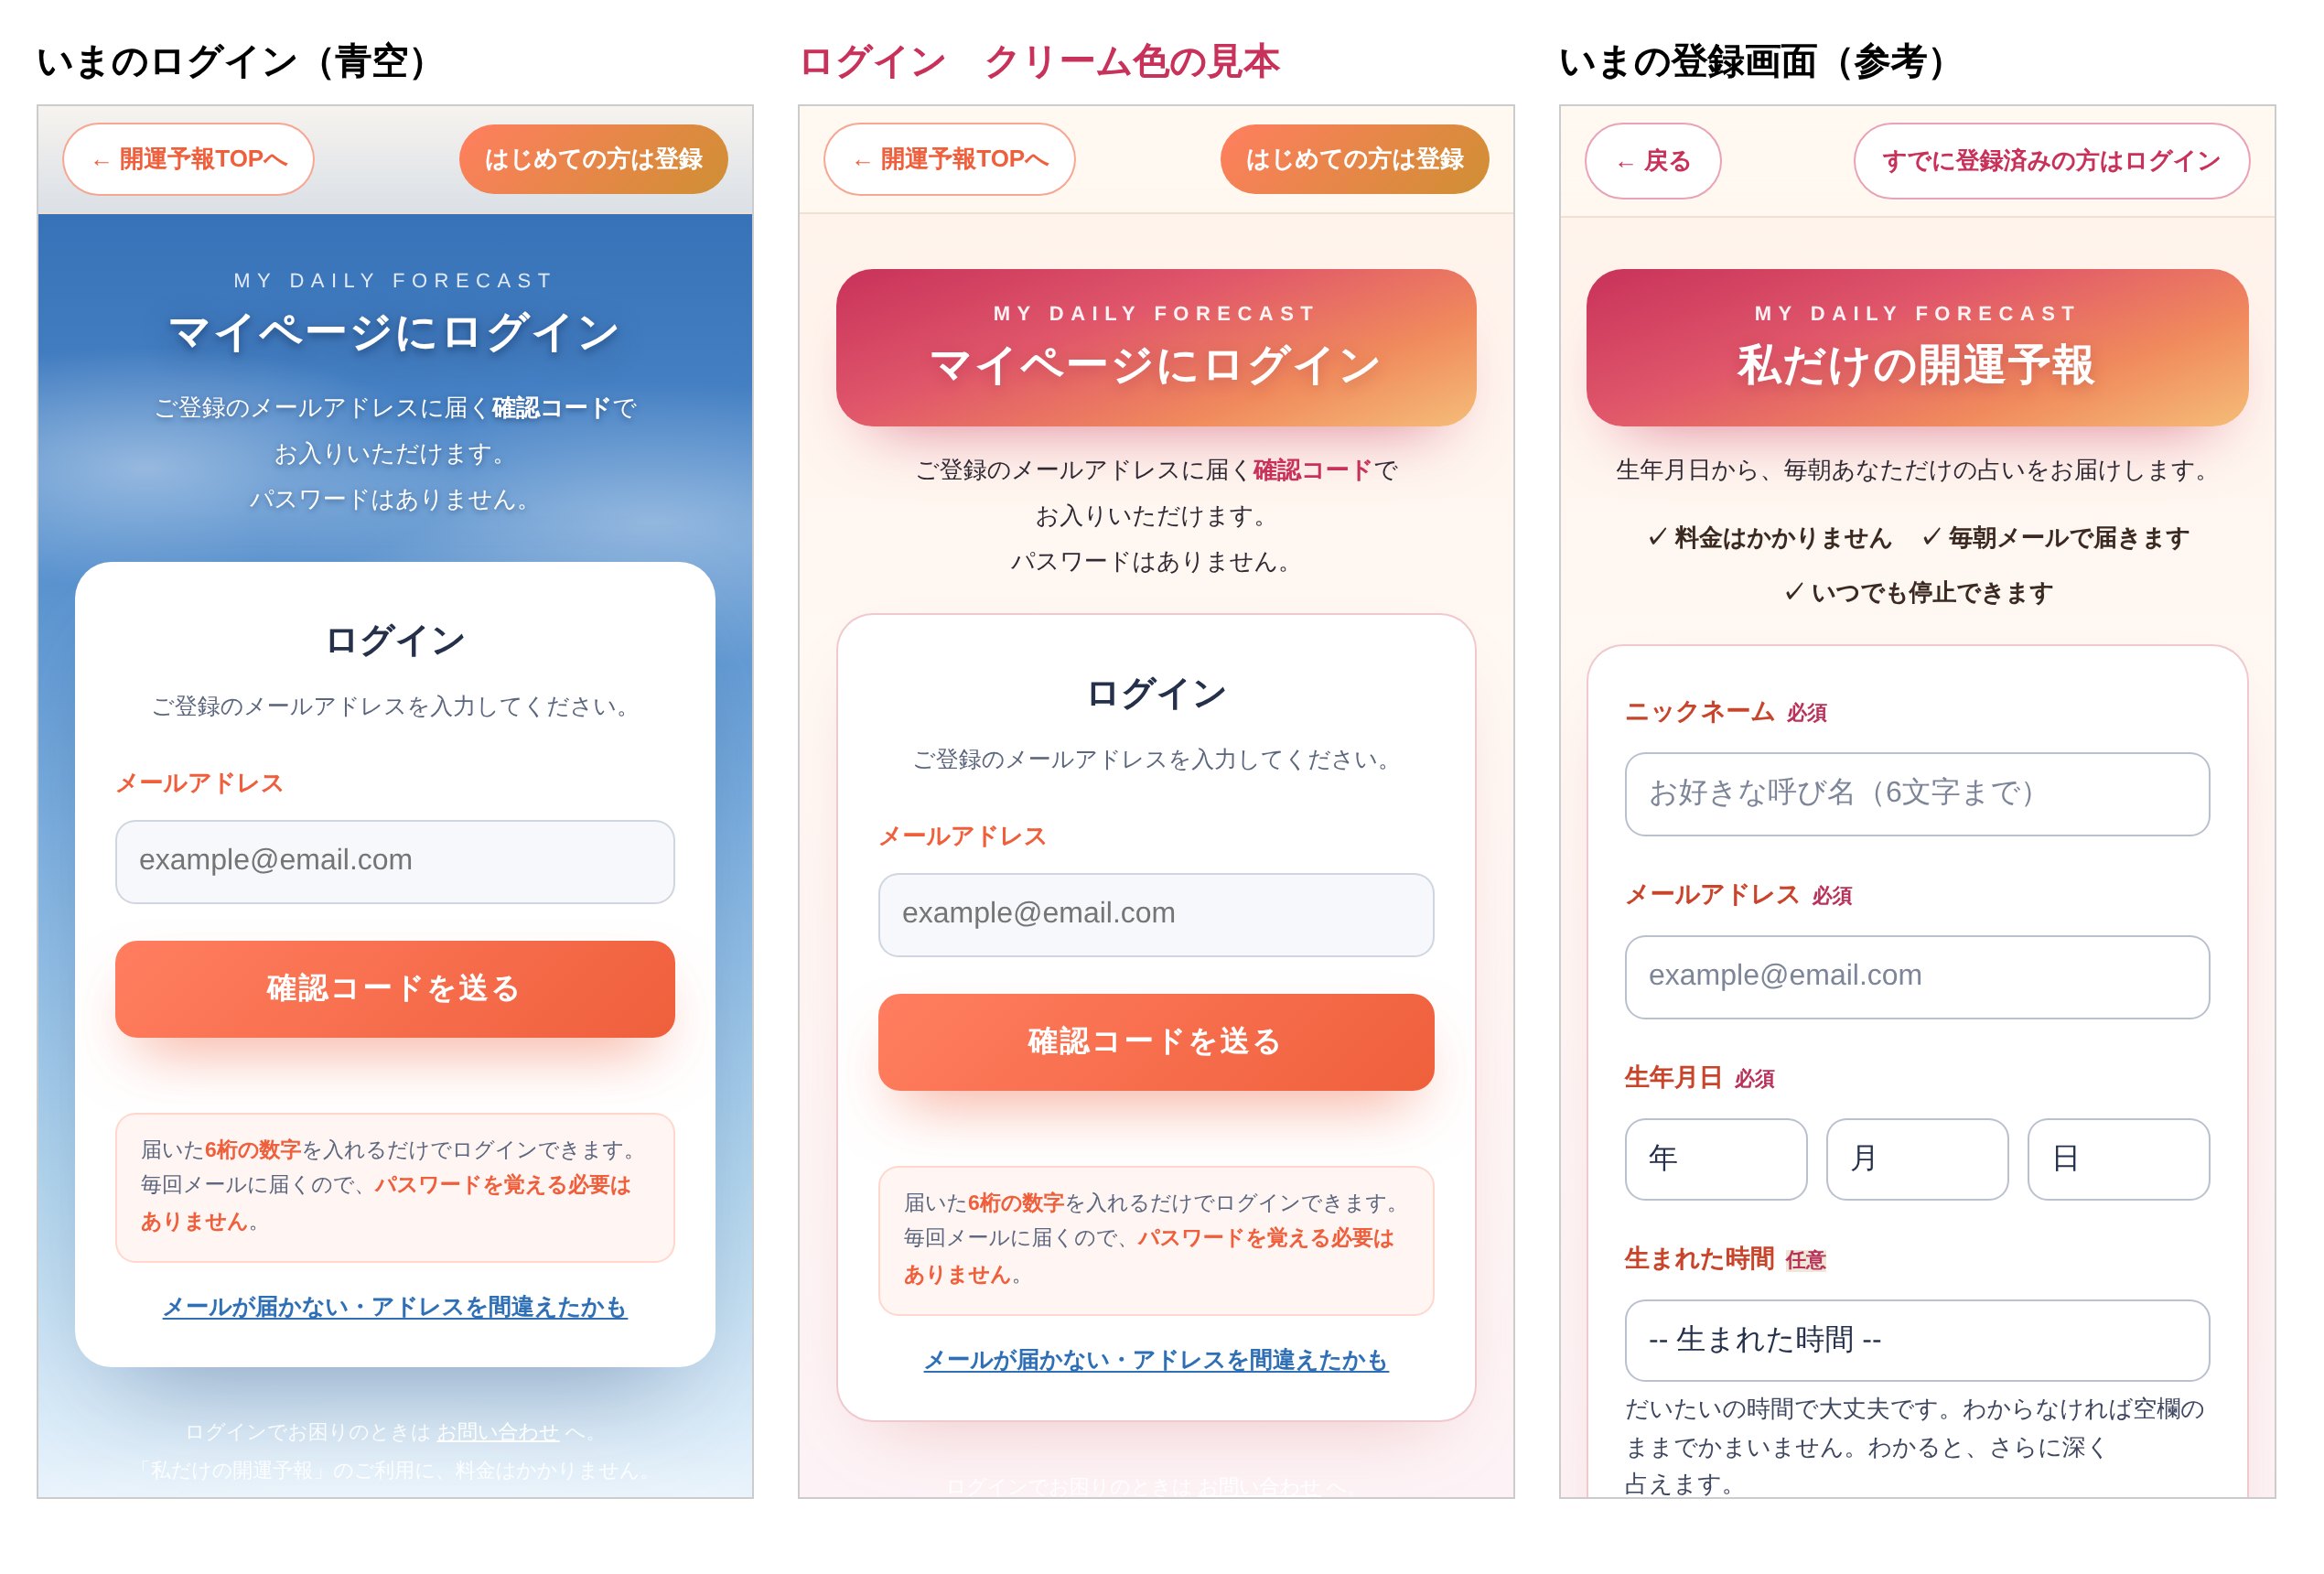 いまのログイン（青空）
← 開運予報TOPへ
はじめての方は登録
MY DAILY FORECAST
マイページにログイン
ご登録のメールアドレスに届く確認コードで
お入りいただけます。
パスワードはありません。
ログイン
ご登録のメールアドレスを入力してください。
メールアドレス
example@email.com
確認コードを送る
届いた6桁の数字を入れるだけでログインできます。
毎回メールに届くので、パスワードを覚える必要は
ありません。
メールが届かない・アドレスを間違えたかも
ログインでお困りのときは お問い合わせ へ。
「私だけの開運予報」のご利用に、料金はかかりません。
ログイン　クリーム色の見本
← 開運予報TOPへ
はじめての方は登録
MY DAILY FORECAST
マイページにログイン
ご登録のメールアドレスに届く確認コードで
お入りいただけます。
パスワードはありません。
ログイン
ご登録のメールアドレスを入力してください。
メールアドレス
example@email.com
確認コードを送る
届いた6桁の数字を入れるだけでログインできます。
毎回メールに届くので、パスワードを覚える必要は
ありません。
メールが届かない・アドレスを間違えたかも
ログインでお困りのときは お問い合わせ へ。
いまの登録画面（参考）
← 戻る
すでに登録済みの方はログイン
MY DAILY FORECAST
私だけの開運予報
生年月日から、毎朝あなただけの占いをお届けします。
✓ 料金はかかりません　✓ 毎朝メールで届きます
✓ いつでも停止できます
ニックネーム 必須
お好きな呼び名（6文字まで）
メールアドレス 必須
example@email.com
生年月日 必須
年
月
日
生まれた時間 任意
-- 生まれた時間 --
だいたいの時間で大丈夫です。わからなければ空欄の
ままでかまいません。わかると、さらに深く
占えます。